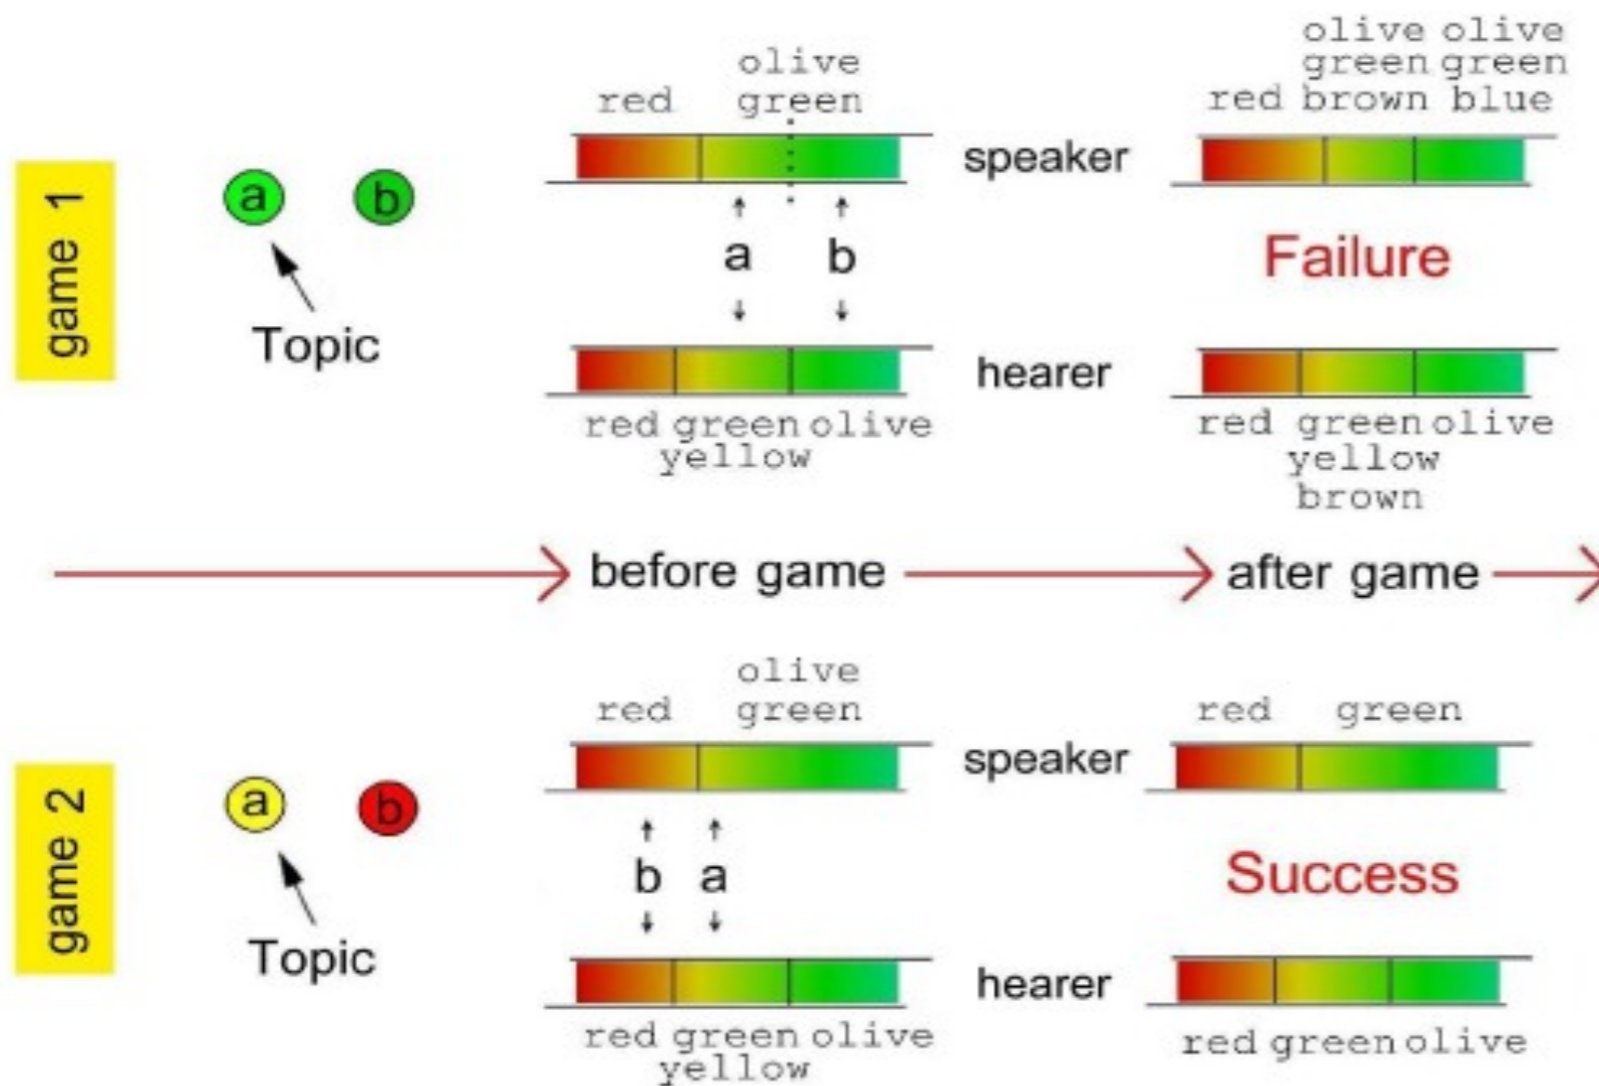 game 1
a b
Topic
olive
red green
speaker
a b
hearer
red green olive
yellow
olive olive
green green
red brown blue
Failure
red green olive
yellow
brown
before game after game
game 2
a b
Topic
olive
red green
speaker
b a
hearer
red green olive
yellow
red green
Success
red green olive